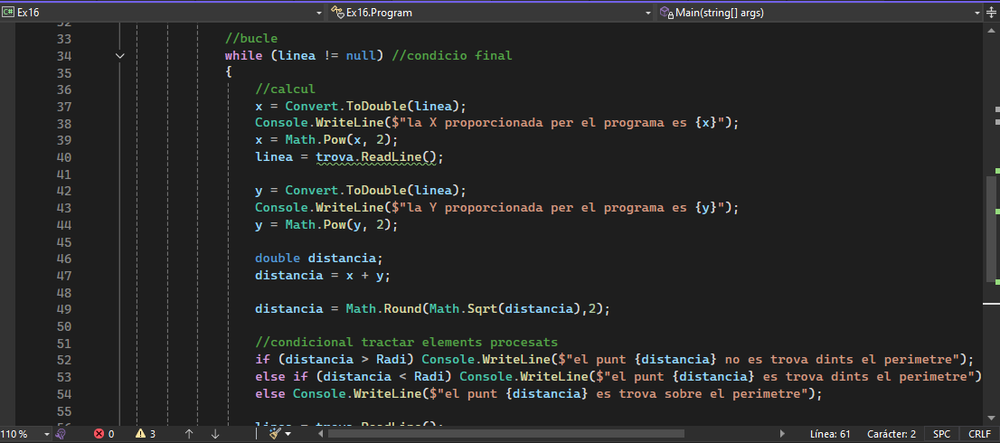 C# Ex16 Ex16.Program Main(string[] args)
32
33 //bucle
34 while (linea != null) //condicio final
35 {
36 //calcul
37 x = Convert.ToDouble(linea);
38 Console.WriteLine($"la X proporcionada per el programa es {x}");
39 x = Math.Pow(x, 2);
40 linea = trova.ReadLine();
41
42 y = Convert.ToDouble(linea);
43 Console.WriteLine($"la Y proporcionada per el programa es {y}");
44 y = Math.Pow(y, 2);
45
46 double distancia;
47 distancia = x + y;
48
49 distancia = Math.Round(Math.Sqrt(distancia),2);
50
51 //condicional tractar elements procesats
52 if (distancia > Radi) Console.WriteLine($"el punt {distancia} no es trova dints el perimetre");
53 else if (distancia < Radi) Console.WriteLine($"el punt {distancia} es trova dints el perimetre")
54 else Console.WriteLine($"el punt {distancia} es trova sobre el perimetre");
55
56 linea = trova.ReadLine();
110 % 0 3 Línea: 61 Carácter: 2 SPC CRLF